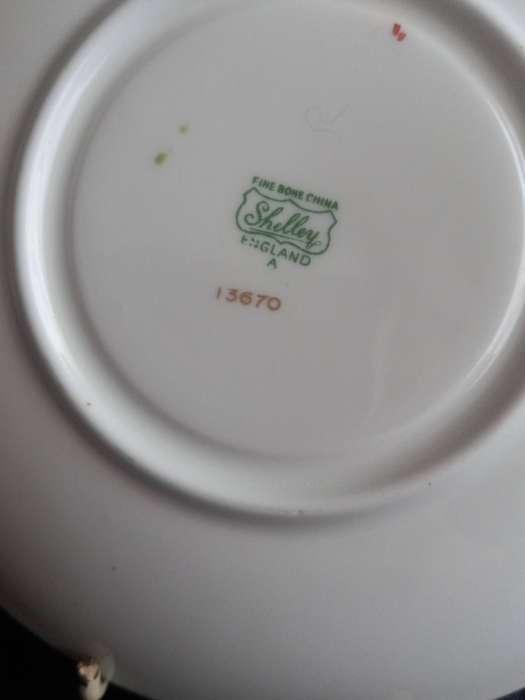 FINE BONE CHINA
Shelley
ENGLAND
A
13670